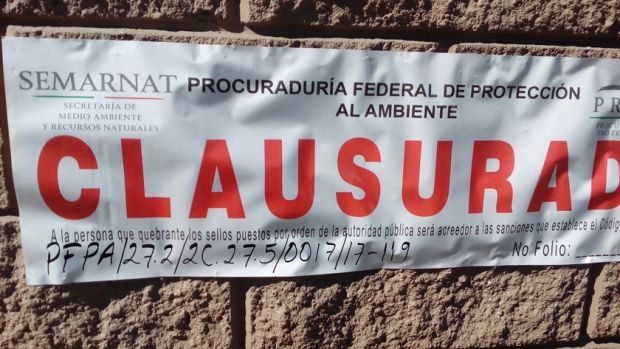 SEMARNAT
SECRETARÍA DE
MEDIO AMBIENTE
Y RECURSOS NATURALES
PROCURADURÍA FEDERAL DE PROTECCIÓN
AL AMBIENTE
CLAUSURAD
A la persona que quebrante los sellos puestos por orden de la autoridad pública será acreedor a las sanciones que establece el Códig
PFPA/27.2/2C.27.5/0017/17-119
No Folio: